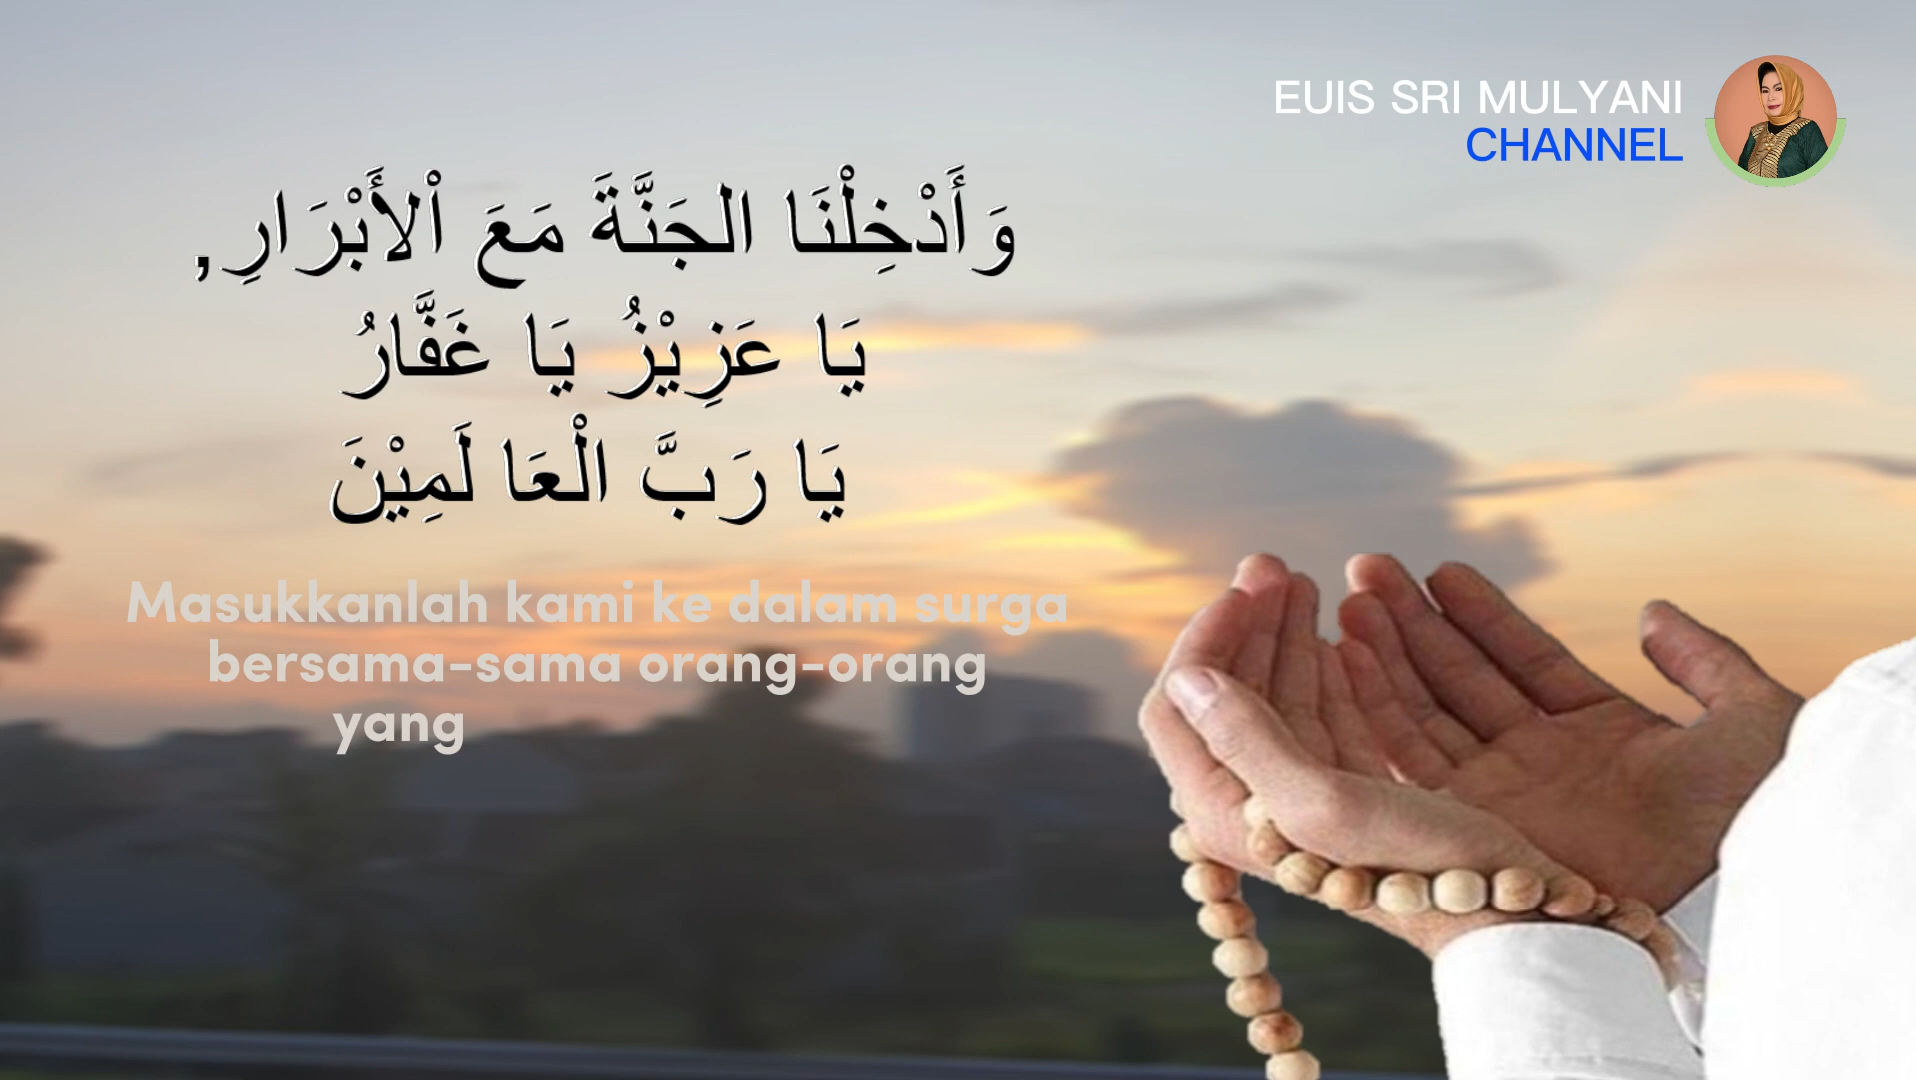 EUIS SRI MULYANI
CHANNEL
وَأَدْخِلْنَا الجَنَّةَ مَعَ اْلأَبْرَارِ,
يَا عَزِيْزُ يَا غَفَّارُ
يَا رَبَّ الْعَا لَمِيْنَ
Masukkanlah kami ke dalam surga
bersama-sama orang-orang
yang